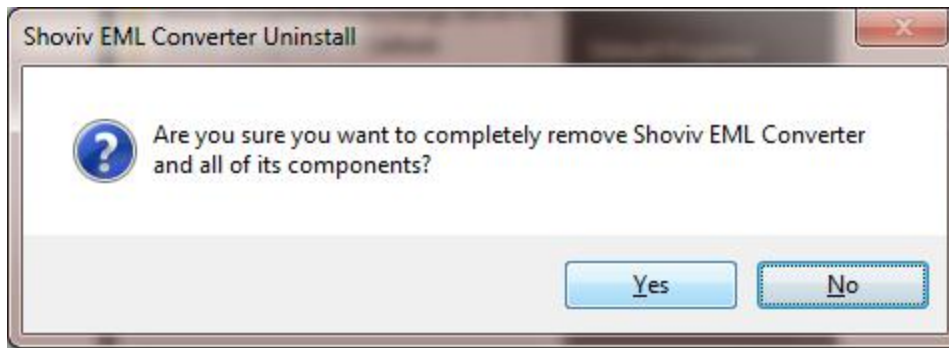 Shoviv EML Converter Uninstall
Are you sure you want to completely remove Shoviv EML Converter
and all of its components?
Yes
No